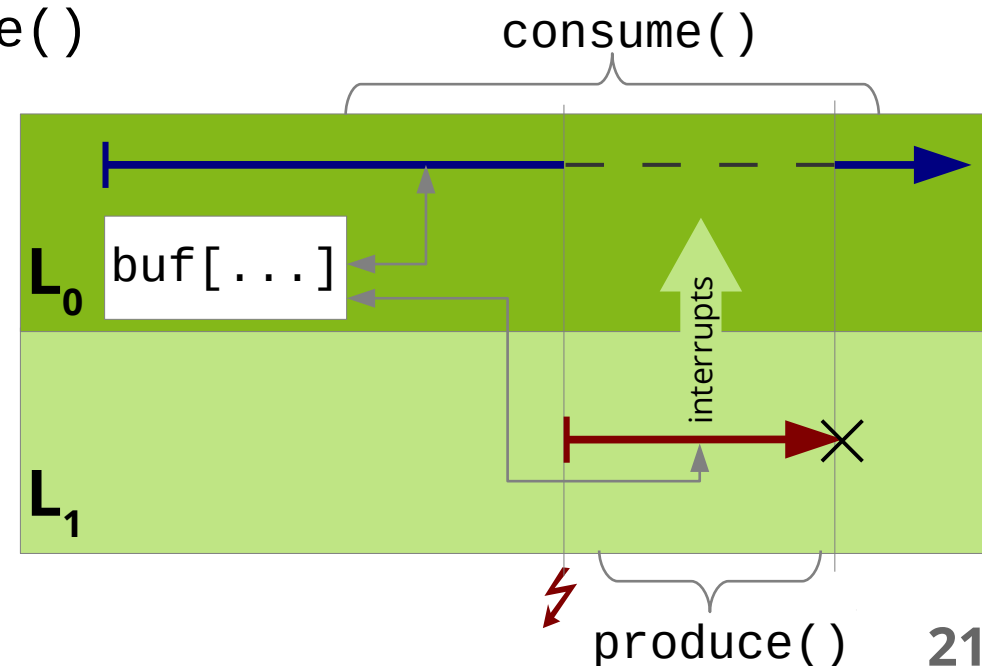 e()
consume()
L0
buf[...]
interrupts
L1
produce()
21